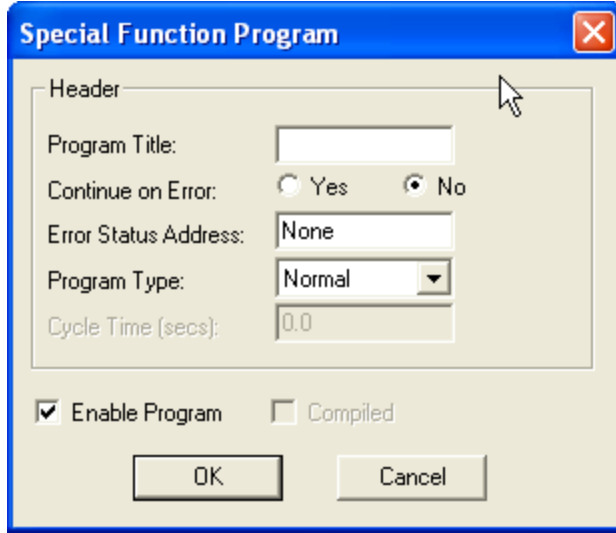 Special Function Program
Header
Program Title:
Continue on Error: Yes No
Error Status Address: None
Program Type: Normal
Cycle Time (secs): 0.0
Enable Program Compiled
OK Cancel